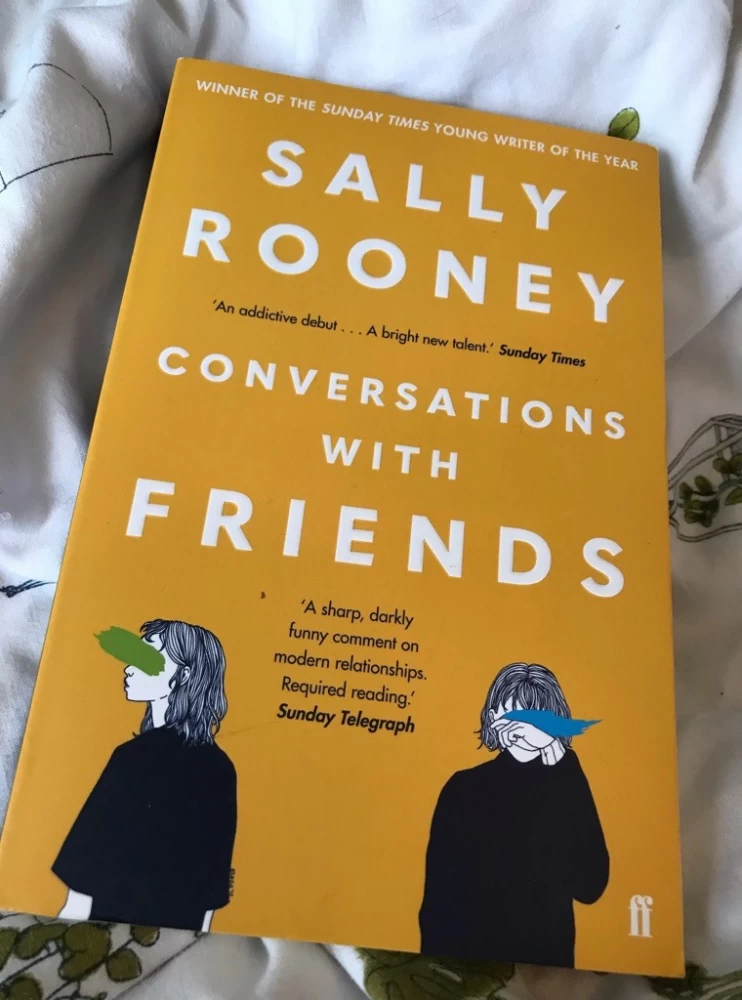 WINNER OF THE SUNDAY TIMES YOUNG WRITER OF THE YEAR
SALLY
ROONEY
‘An addictive debut . . . A bright new talent.’ Sunday Times
CONVERSATIONS
WITH
FRIENDS
‘A sharp, darkly
funny comment on
modern relationships.
Required reading.’
Sunday Telegraph
ff